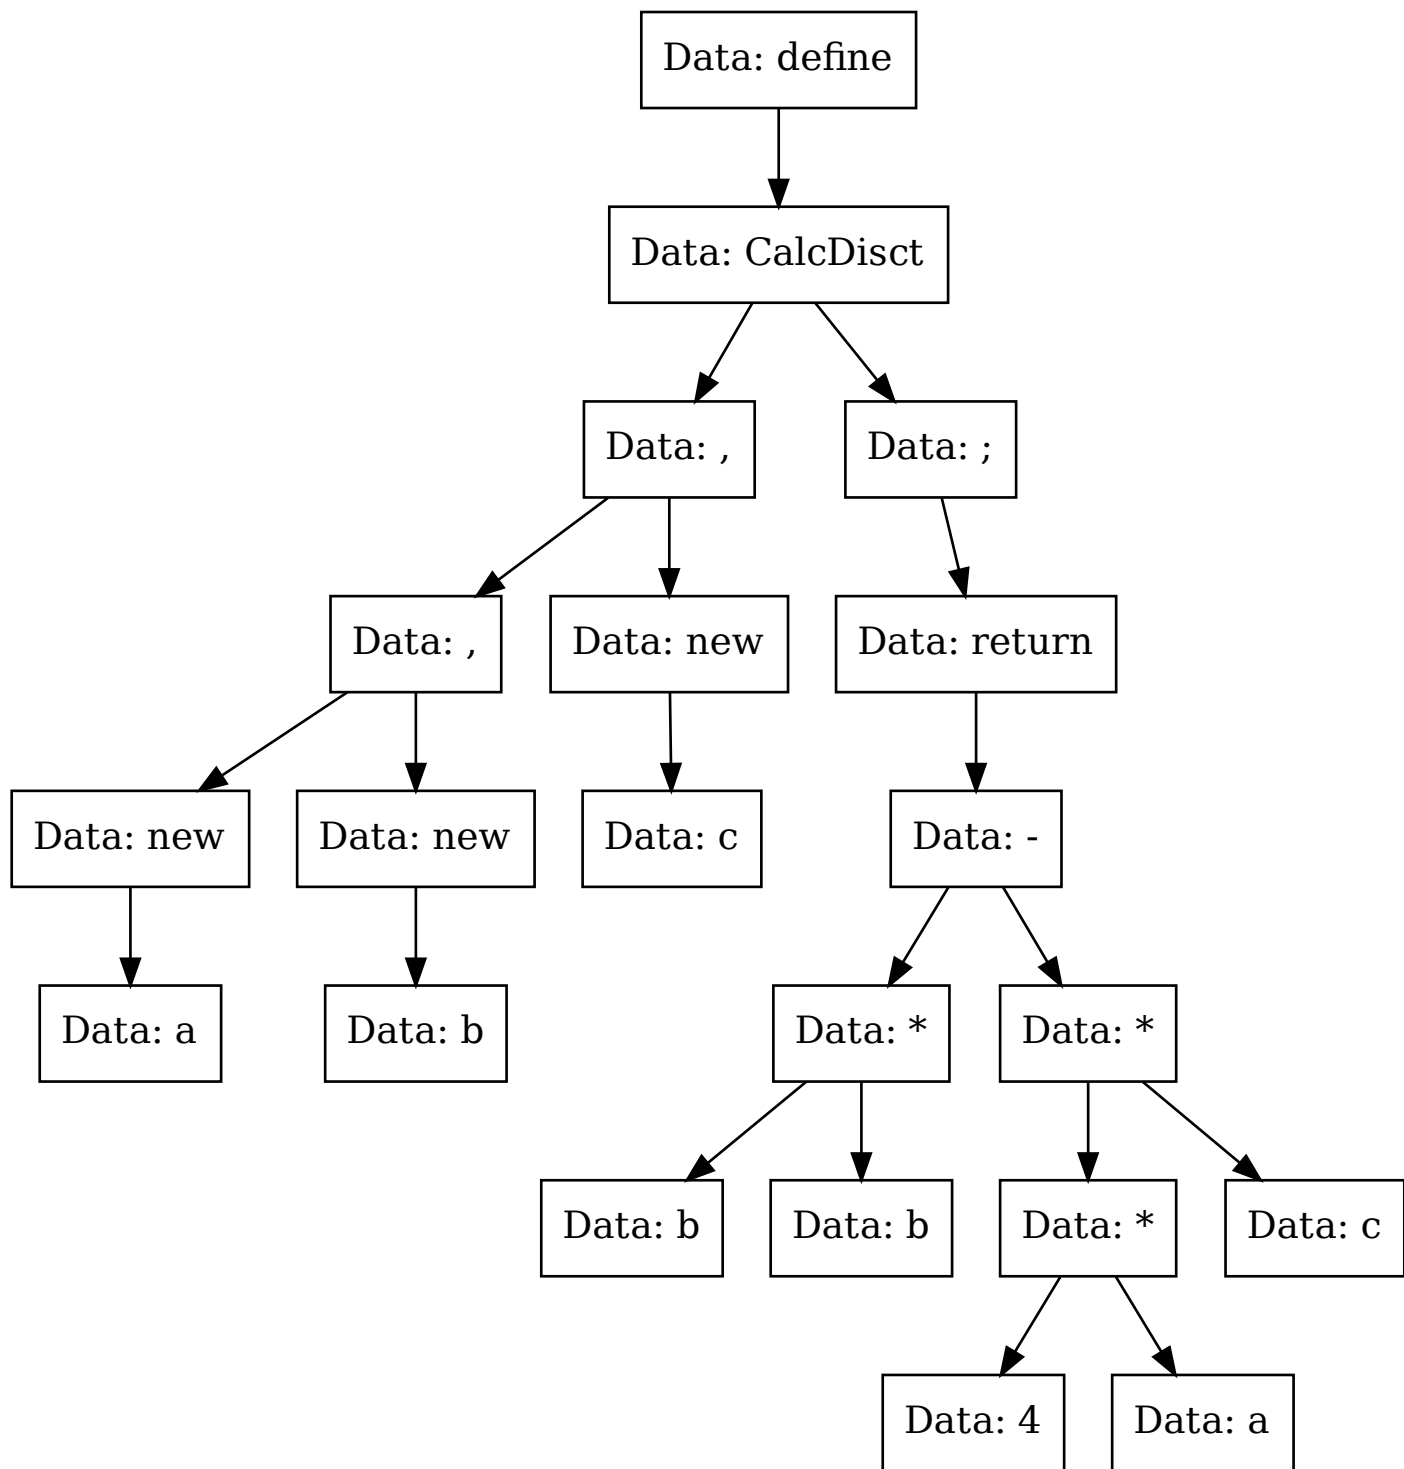 Data: define
Data: CalcDisct
Data: ,
Data: ;
Data: ,
Data: new
Data: return
Data: new
Data: new
Data: c
Data: -
Data: a
Data: b
Data: *
Data: *
Data: b
Data: b
Data: *
Data: c
Data: 4
Data: a